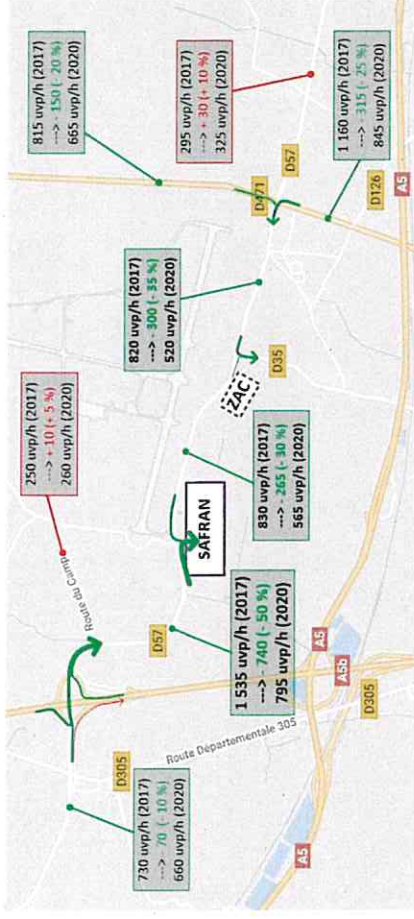 815 uvp/h (2017)
---> - 150 (- 20 %)
665 uvp/h (2020)
295 uvp/h (2017)
---> + 30 (+ 10 %)
325 uvp/h (2020)
1 160 uvp/h (2017)
---> - 315 (- 25 %)
845 uvp/h (2020)
D57
D471
D126
A5
820 uvp/h (2017)
---> - 300 (- 35 %)
520 uvp/h (2020)
D35
ZAC
250 uvp/h (2017)
---> + 10 (+ 5 %)
260 uvp/h (2020)
830 uvp/h (2017)
---> - 265 (- 30 %)
565 uvp/h (2020)
SAFRAN
Route du Camp
D57
1 535 uvp/h (2017)
---> - 740 (- 50 %)
795 uvp/h (2020)
A5
A5b
D305
Route Départementale 305
D305
730 uvp/h (2017)
---> - 70 (- 10 %)
660 uvp/h (2020)
A5